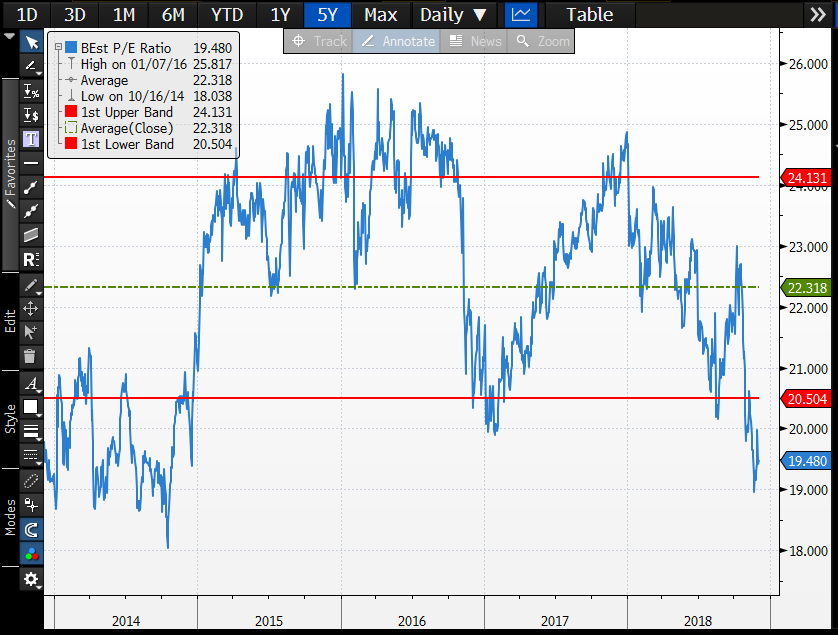 1D 3D 1M 6M YTD 1Y 5Y Max Daily ▼ Table
Track Annotate News Zoom
BEst P/E Ratio 19.480
High on 01/07/16 25.817
Average 22.318
Low on 10/16/14 18.038
1st Upper Band 24.131
Average(Close) 22.318
1st Lower Band 20.504
Favorites
Edit
Style
Modes
%
$
T
R
A
26.000
25.000
24.131
24.000
23.000
22.318
22.000
21.000
20.504
20.000
19.480
19.000
18.000
2014 2015 2016 2017 2018